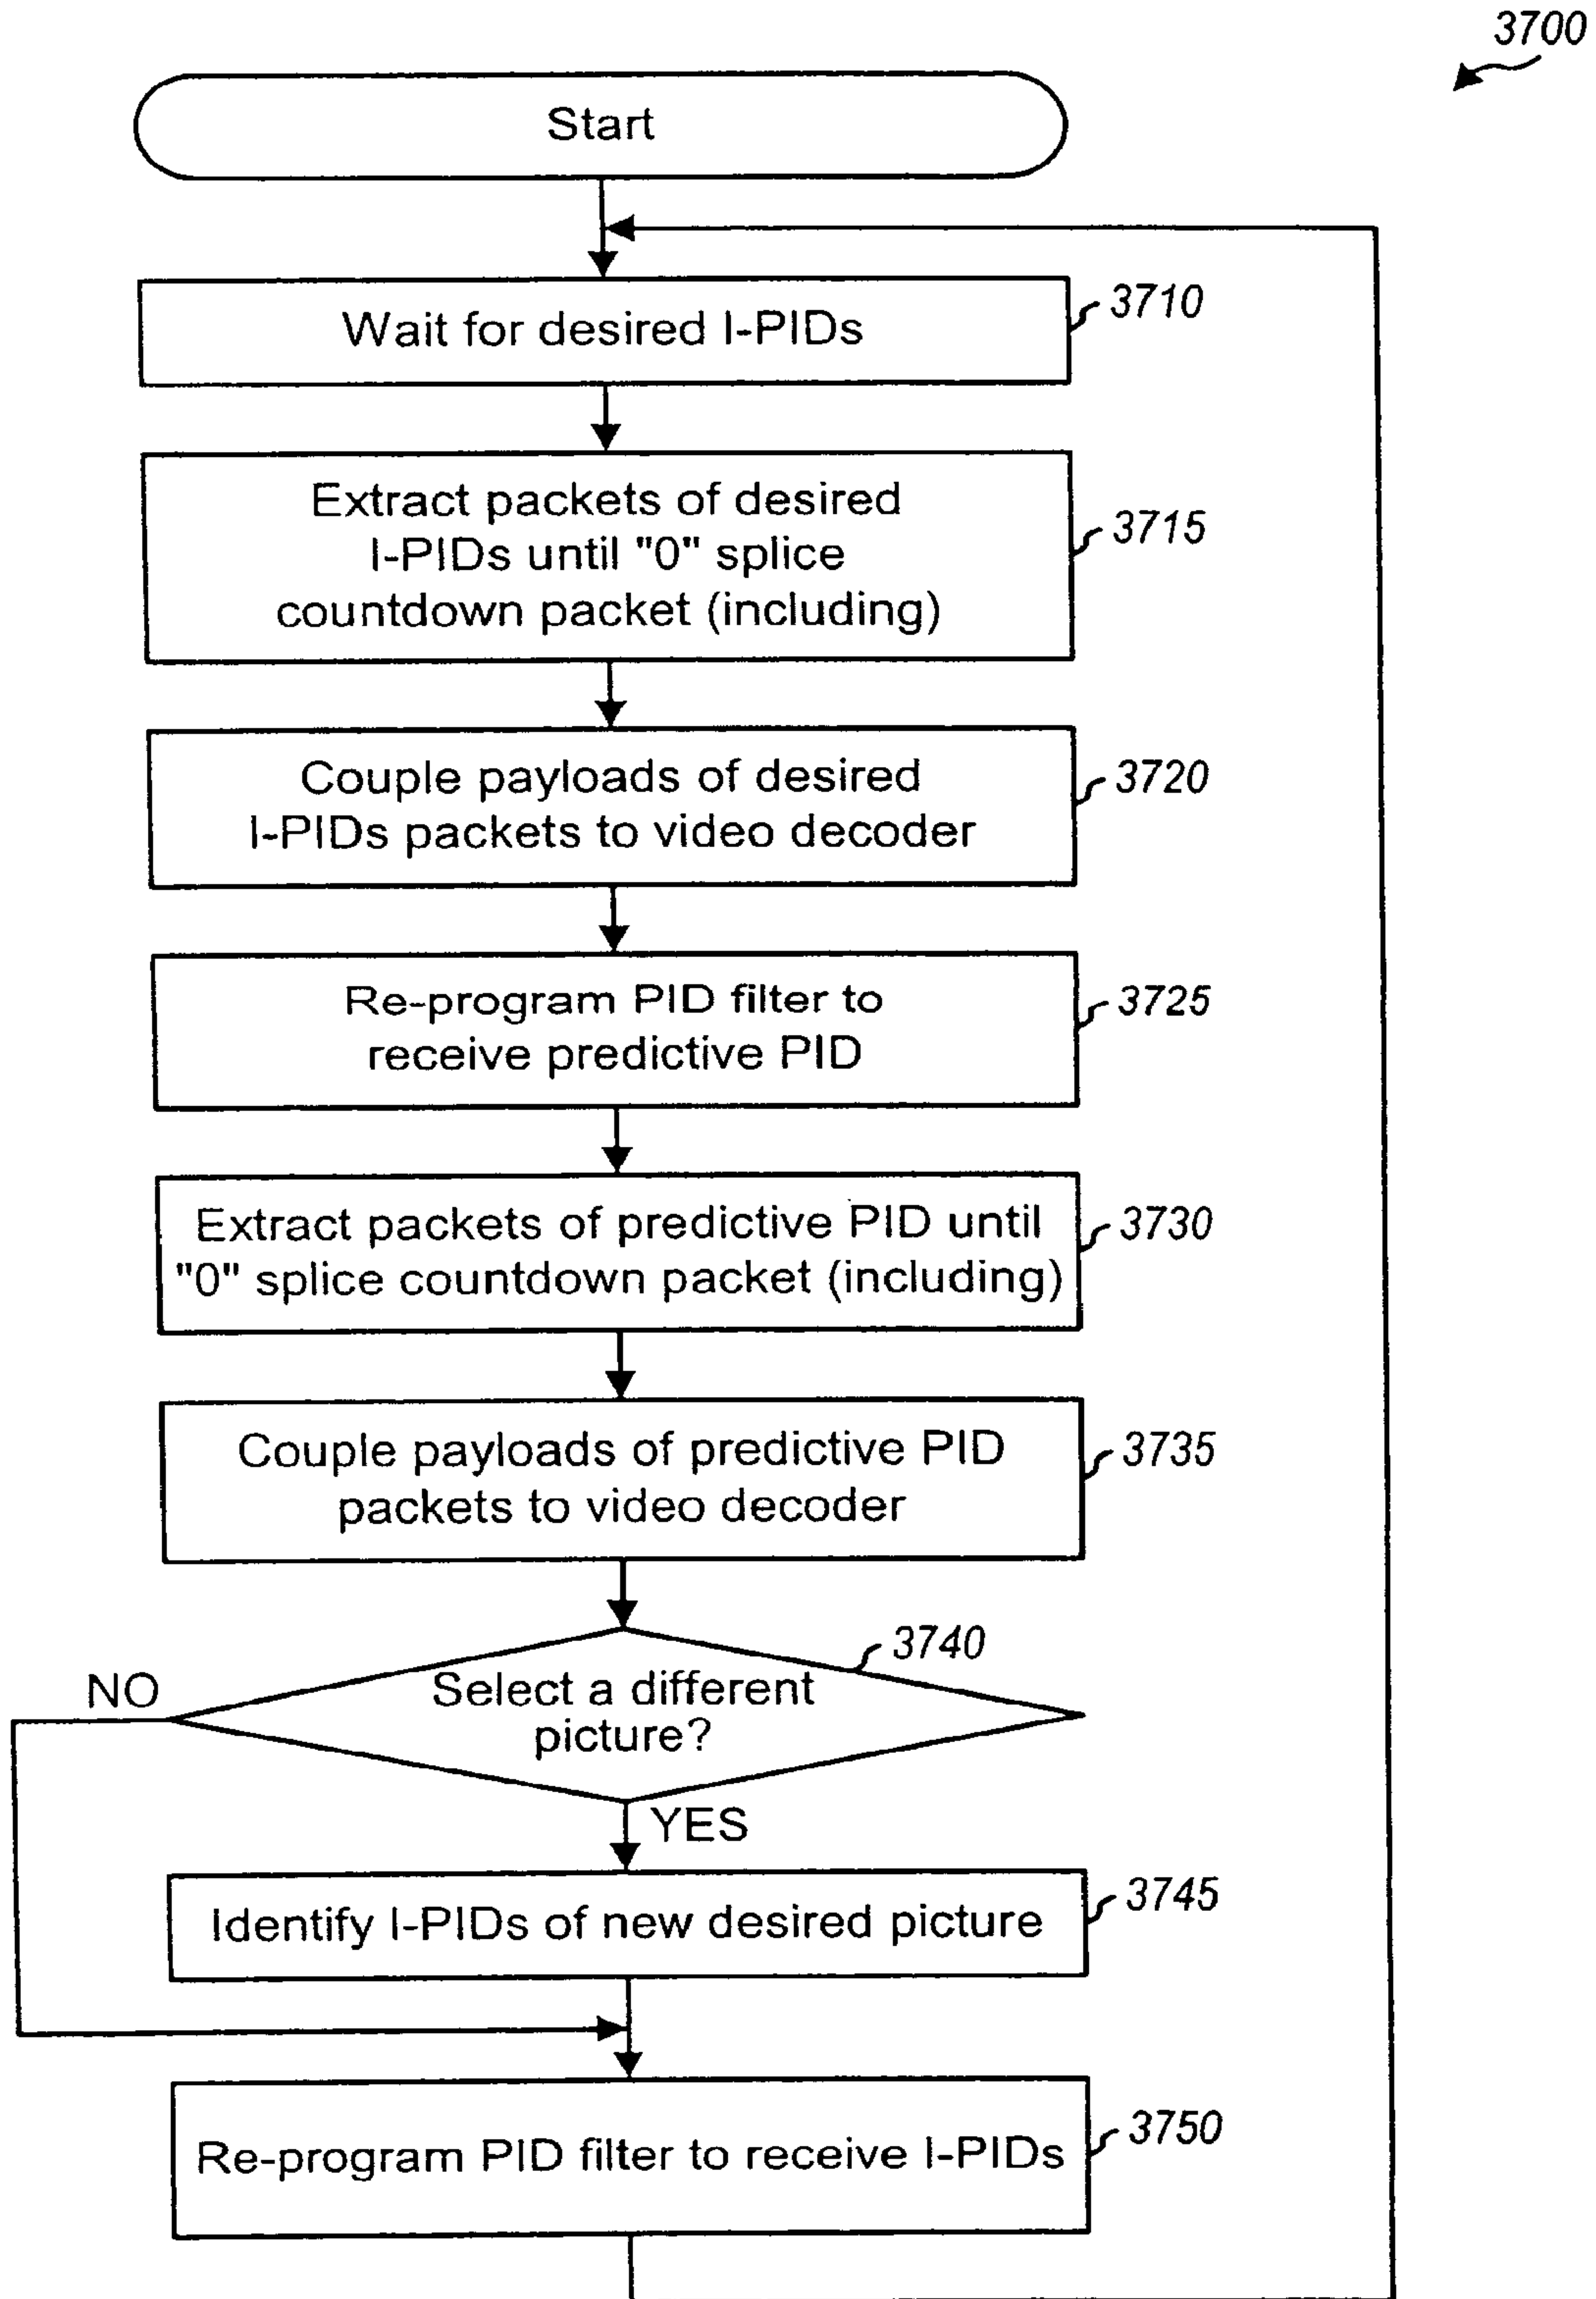 3700
Start
Wait for desired I-PIDs
3710
Extract packets of desired
I-PIDs until "0" splice
countdown packet (including)
3715
Couple payloads of desired
I-PIDs packets to video decoder
3720
Re-program PID filter to
receive predictive PID
3725
Extract packets of predictive PID until
"0" splice countdown packet (including)
3730
Couple payloads of predictive PID
packets to video decoder
3735
3740
NO
Select a different
picture?
YES
Identify I-PIDs of new desired picture
3745
Re-program PID filter to receive I-PIDs
3750